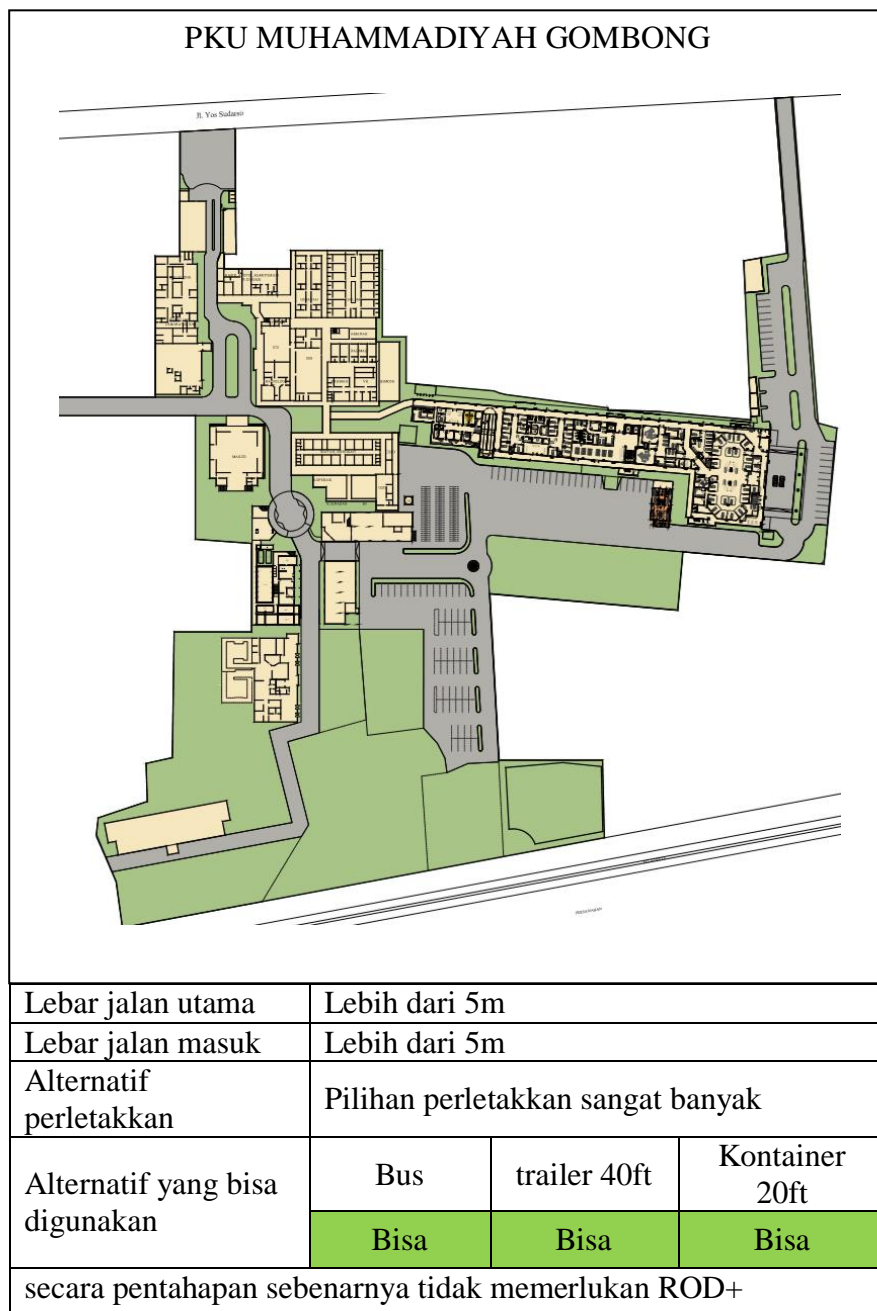 PKU MUHAMMADIYAH GOMBONG
Jl. Yos Sudarso
MASJID
Lebar jalan utama
Lebih dari 5m
Lebar jalan masuk
Lebih dari 5m
Alternatif
perletakkan
Pilihan perletakkan sangat banyak
Alternatif yang bisa
digunakan
Bus
trailer 40ft
Kontainer
20ft
Bisa
Bisa
Bisa
secara pentahapan sebenarnya tidak memerlukan ROD+